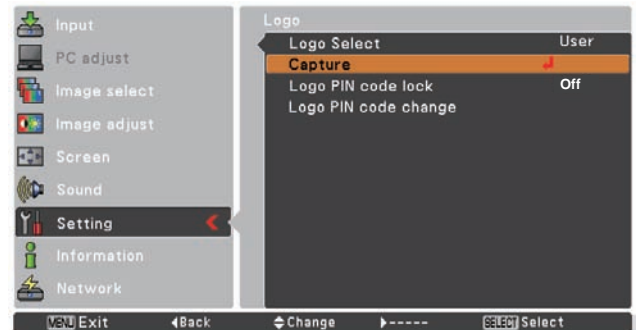 Input
PC adjust
Image select
Image adjust
Screen
Sound
Setting
Information
Network
Logo
Logo Select User
Capture
Logo PIN code lock Off
Logo PIN code change
MENU Exit Back Change ----- SELECT Select